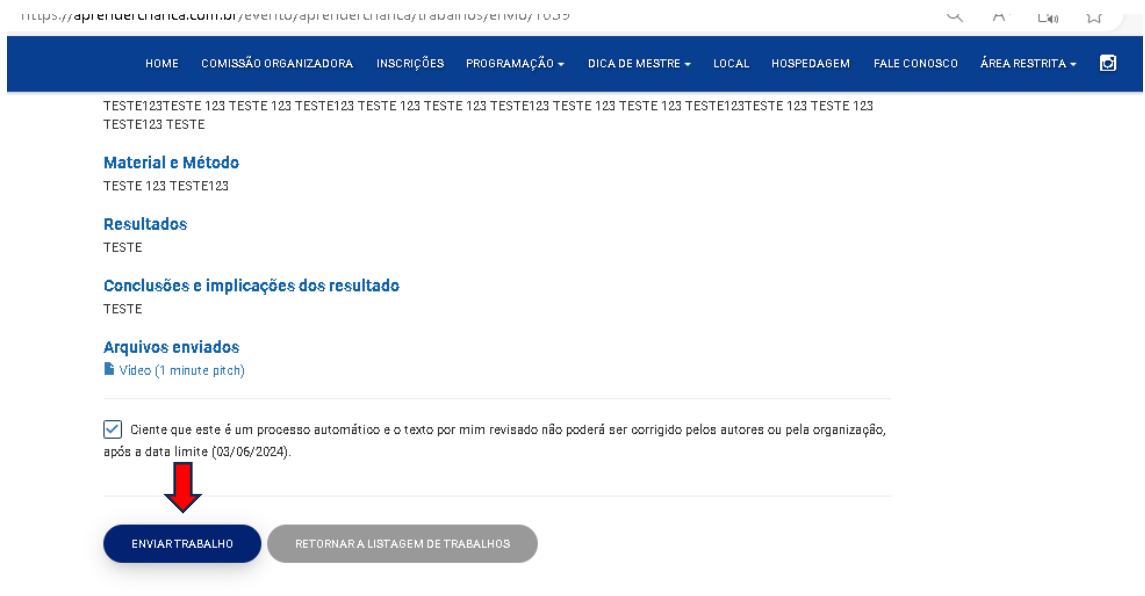 https://aprendercrianca.com.br/evento/aprendercrianca/trabalhos/envio/1659
HOME COMISSÃO ORGANIZADORA INSCRIÇÕES PROGRAMAÇÃO DICA DE MESTRE LOCAL HOSPEDAGEM FALE CONOSCO ÁREA RESTRITA
TESTE123TESTE 123 TESTE 123 TESTE123 TESTE 123 TEST E 123 TESTE123 TESTE 123 TESTE 123 TESTE123TESTE 123 TESTE 123
TESTE123 TESTE
Material e Método
TESTE 123 TESTE123
Resultados
TESTE
Conclusões e implicações dos resultado
TESTE
Arquivos enviados
Vídeo (1 minute pitch)
Ciente que este é um processo automático e o texto por mim revisado não poderá ser corrigido pelos autores ou pela organização,
após a data limite (03/06/2024).
ENVIAR TRABALHO RETORNAR A LISTAGEM DE TRABALHOS